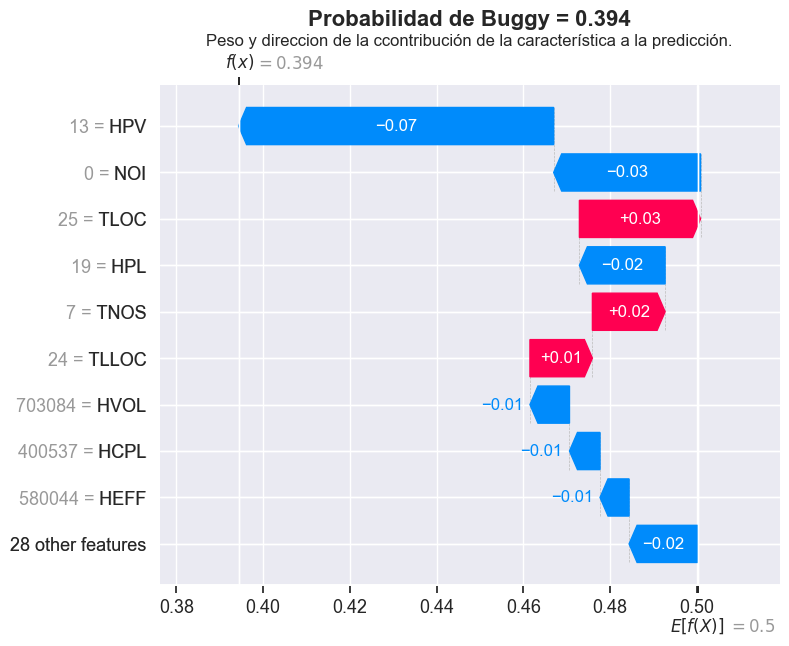 Probabilidad de Buggy = 0.394
Peso y direccion de la ccontribución de la característica a la predicción.
f(x) = 0.394
13 = HPV
−0.07
0 = NOI
−0.03
25 = TLOC
+0.03
19 = HPL
−0.02
7 = TNOS
+0.02
24 = TLLOC
+0.01
703084 = HVOL
−0.01
400537 = HCPL
−0.01
580044 = HEFF
−0.01
28 other features
−0.02
0.38 0.40 0.42 0.44 0.46 0.48 0.50
E[f(X)] = 0.5